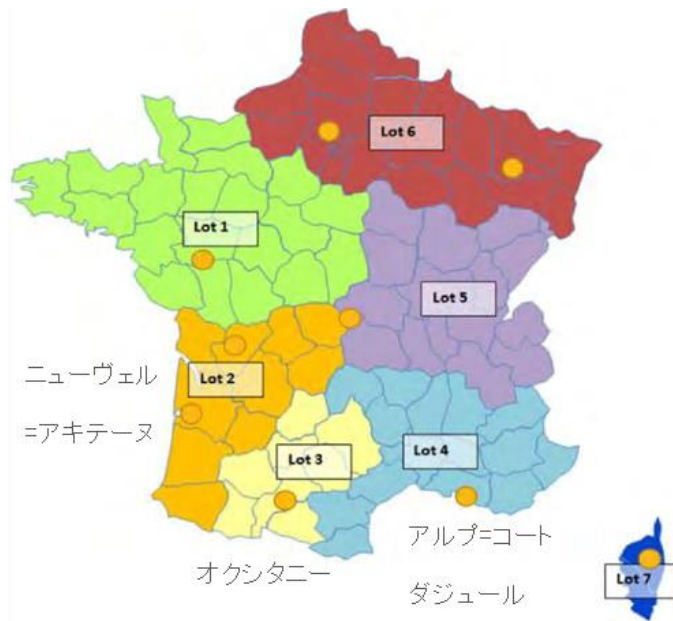 Lot 6
Lot 1
Lot 5
ニューヴェル
Lot 2
=アキテーヌ
Lot 3
Lot 4
アルプ=コート
オクシタニー
Lot 7
ダジュール